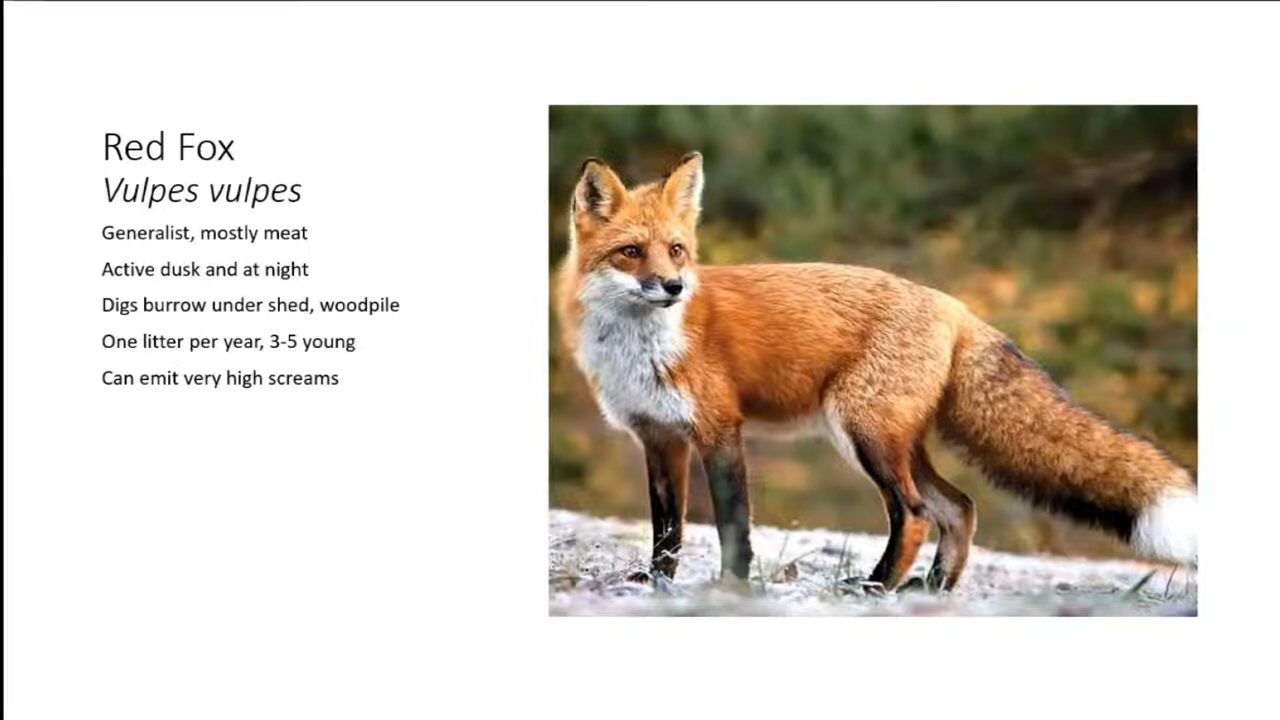 Red Fox
Vulpes vulpes
Generalist, mostly meat
Active dusk and at night
Digs burrow under shed, woodpile
One litter per year, 3-5 young
Can emit very high screams